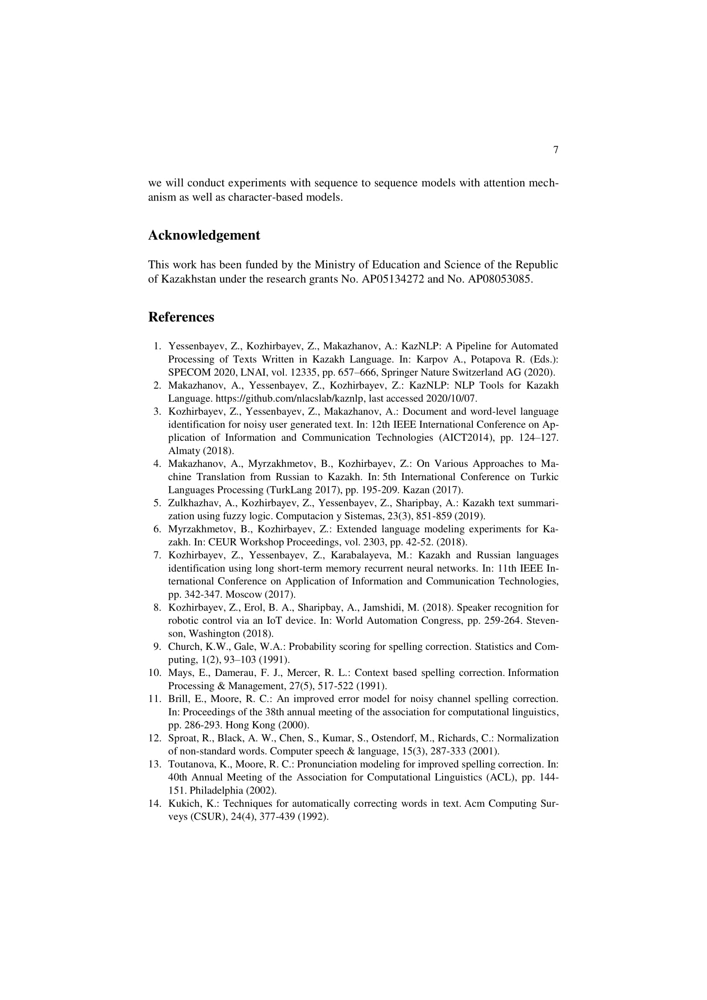 7
we will conduct experiments with sequence to sequence models with attention mech-
anism as well as character-based models.
Acknowledgement
This work has been funded by the Ministry of Education and Science of the Republic
of Kazakhstan under the research grants No. AP05134272 and No. AP08053085.
References
1. Yessenbayev, Z., Kozhirbayev, Z., Makazhanov, A.: KazNLP: A Pipeline for Automated
Processing of Texts Written in Kazakh Language. In: Karpov A., Potapova R. (Eds.):
SPECOM 2020, LNAI, vol. 12335, pp. 657–666, Springer Nature Switzerland AG (2020).
2. Makazhanov, A., Yessenbayev, Z., Kozhirbayev, Z.: KazNLP: NLP Tools for Kazakh
Language. https://github.com/nlacslab/kaznlp, last accessed 2020/10/07.
3. Kozhirbayev, Z., Yessenbayev, Z., Makazhanov, A.: Document and word-level language
identification for noisy user generated text. In: 12th IEEE International Conference on Ap-
plication of Information and Communication Technologies (AICT2014), pp. 124–127.
Almaty (2018).
4. Makazhanov, A., Myrzakhmetov, B., Kozhirbayev, Z.: On Various Approaches to Ma-
chine Translation from Russian to Kazakh. In: 5th International Conference on Turkic
Languages Processing (TurkLang 2017), pp. 195-209. Kazan (2017).
5. Zulkhazhav, A., Kozhirbayev, Z., Yessenbayev, Z., Sharipbay, A.: Kazakh text summari-
zation using fuzzy logic. Computacion y Sistemas, 23(3), 851-859 (2019).
6. Myrzakhmetov, B., Kozhirbayev, Z.: Extended language modeling experiments for Ka-
zakh. In: CEUR Workshop Proceedings, vol. 2303, pp. 42-52. (2018).
7. Kozhirbayev, Z., Yessenbayev, Z., Karabalayeva, M.: Kazakh and Russian languages
identification using long short-term memory recurrent neural networks. In: 11th IEEE In-
ternational Conference on Application of Information and Communication Technologies,
pp. 342-347. Moscow (2017).
8. Kozhirbayev, Z., Erol, B. A., Sharipbay, A., Jamshidi, M. (2018). Speaker recognition for
robotic control via an IoT device. In: World Automation Congress, pp. 259-264. Steven-
son, Washington (2018).
9. Church, K.W., Gale, W.A.: Probability scoring for spelling correction. Statistics and Com-
puting, 1(2), 93–103 (1991).
10. Mays, E., Damerau, F. J., Mercer, R. L.: Context based spelling correction. Information
Processing & Management, 27(5), 517-522 (1991).
11. Brill, E., Moore, R. C.: An improved error model for noisy channel spelling correction.
In: Proceedings of the 38th annual meeting of the association for computational linguistics,
pp. 286-293. Hong Kong (2000).
12. Sproat, R., Black, A. W., Chen, S., Kumar, S., Ostendorf, M., Richards, C.: Normalization
of non-standard words. Computer speech & language, 15(3), 287-333 (2001).
13. Toutanova, K., Moore, R. C.: Pronunciation modeling for improved spelling correction. In:
40th Annual Meeting of the Association for Computational Linguistics (ACL), pp. 144-
151. Philadelphia (2002).
14. Kukich, K.: Techniques for automatically correcting words in text. Acm Computing Sur-
veys (CSUR), 24(4), 377-439 (1992).